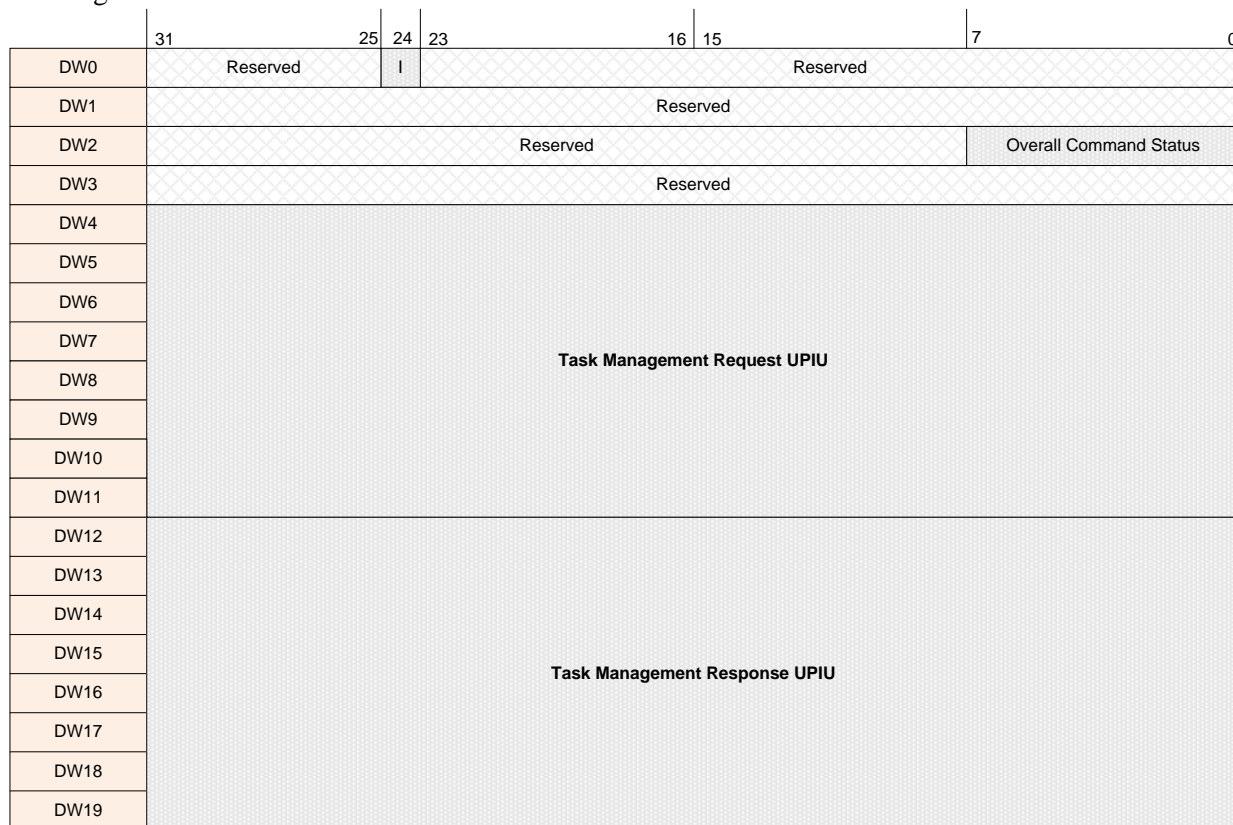 31 25 24 23 16 15 7 0
DW0 Reserved I Reserved
DW1 Reserved
DW2 Reserved Overall Command Status
DW3 Reserved
DW4
DW5
DW6
DW7
Task Management Request UPIU
DW8
DW9
DW10
DW11
DW12
DW13
DW14
DW15
Task Management Response UPIU
DW16
DW17
DW18
DW19